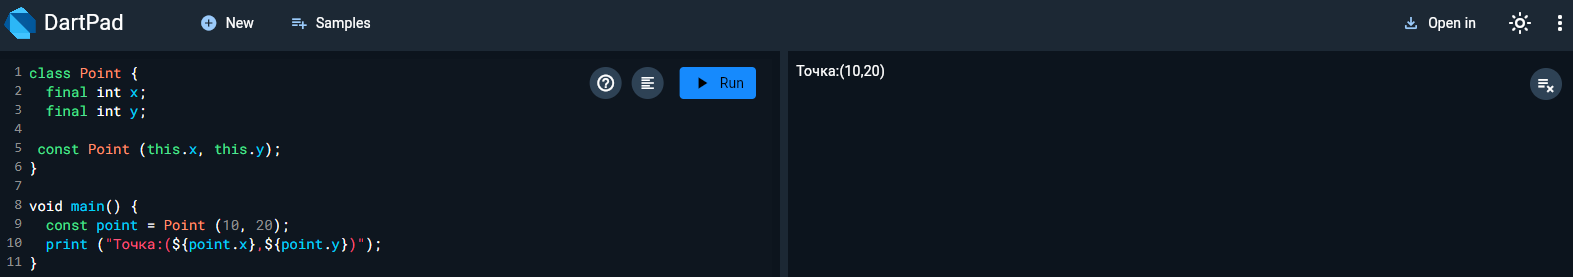 DartPad New Samples Open in
Run
1 class Point {
2   final int x;
3   final int y;
4
5  const Point (this.x, this.y);
6 }
7
8 void main() {
9   const point = Point (10, 20);
10   print ("Точка:(${point.x},${point.y})");
11 }
Точка:(10,20)